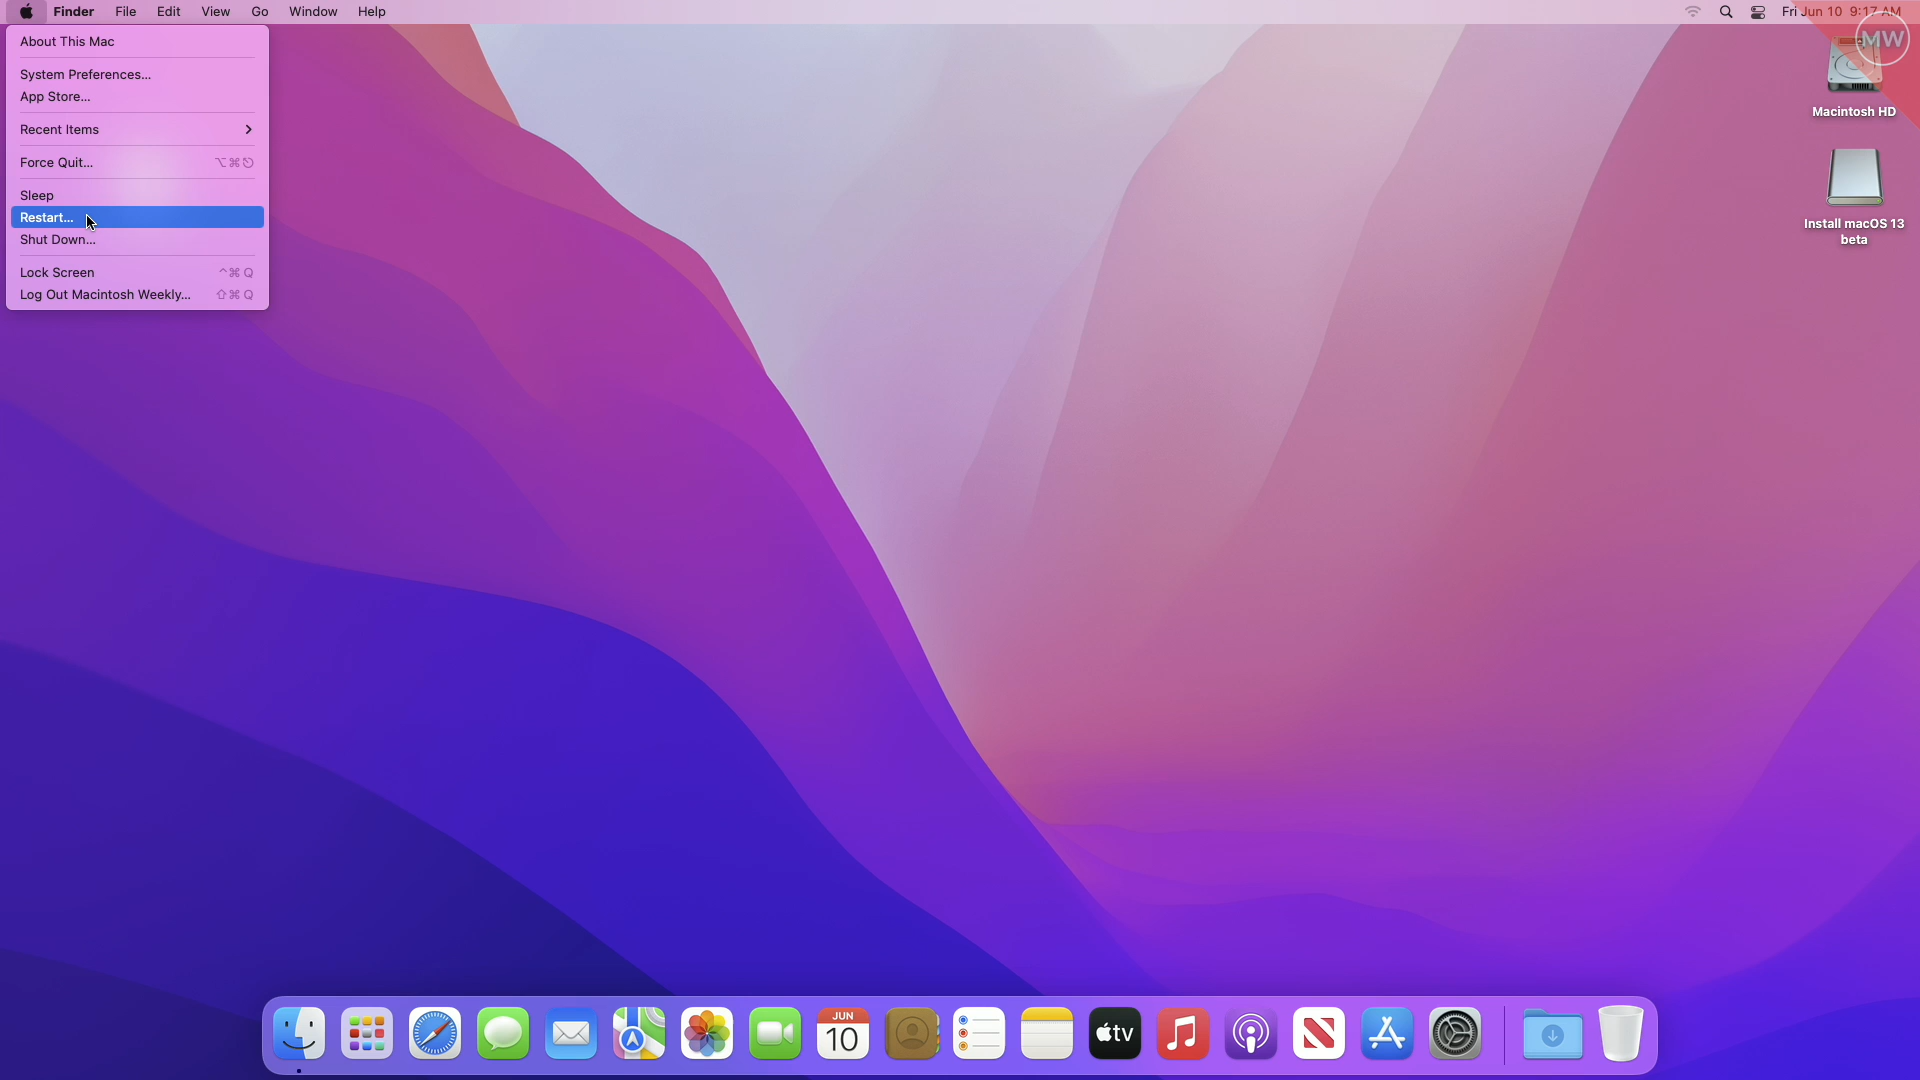 Finder File Edit View Go Window Help Fri Jun 10 9:17 AM
MW
About This Mac
System Preferences...
App Store...
Recent Items
Force Quit... ⌥⌘⎋
Sleep
Restart...
Shut Down...
Lock Screen ^⌘Q
Log Out Macintosh Weekly... ⇧⌘Q
Macintosh HD
Install macOS 13
beta
JUN
10
tv